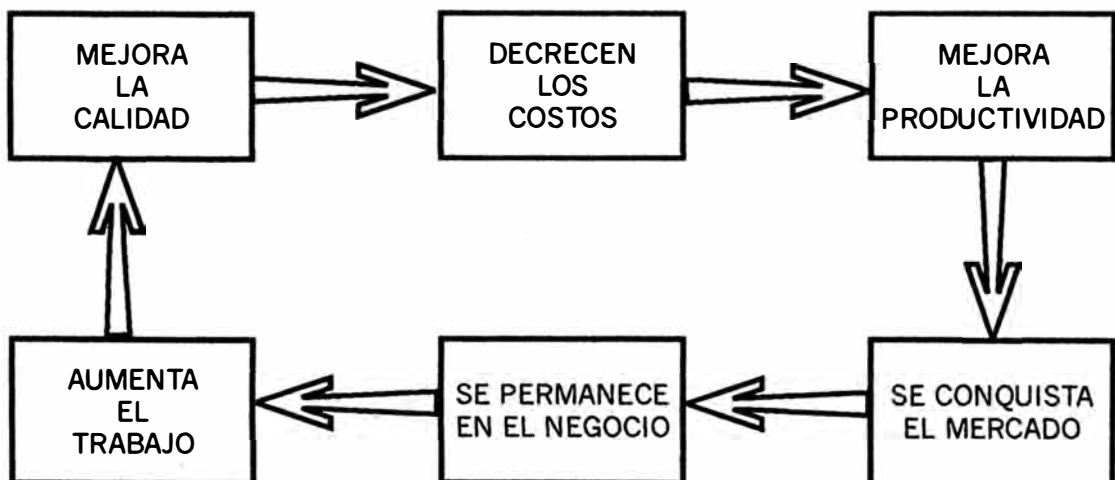 MEJORA
LA
CALIDAD
DECRECEN
LOS
COSTOS
MEJORA
LA
PRODUCTIVIDAD
SE CONQUISTA
EL MERCADO
SE PERMANECE
EN EL NEGOCIO
AUMENTA
EL
TRABAJO